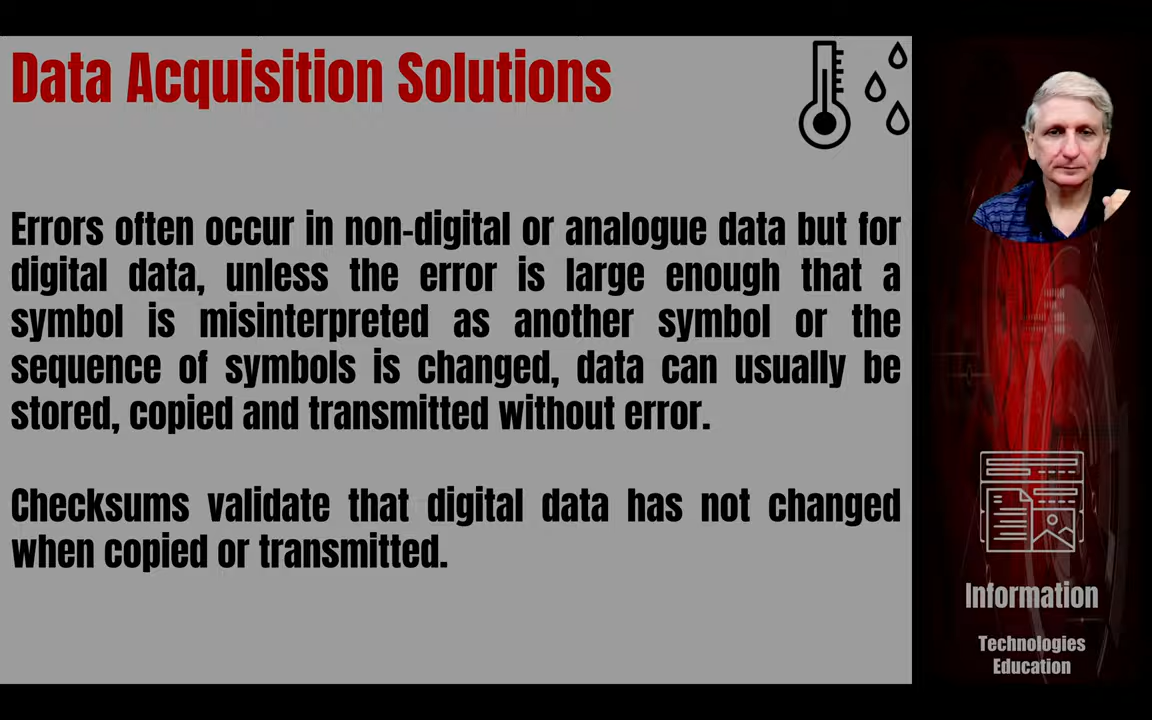 Data Acquisition Solutions
Errors often occur in non-digital or analogue data but for
digital data, unless the error is large enough that a
symbol is misinterpreted as another symbol or the
sequence of symbols is changed, data can usually be
stored, copied and transmitted without error.
Checksums validate that digital data has not changed
when copied or transmitted.
Information
Technologies
Education